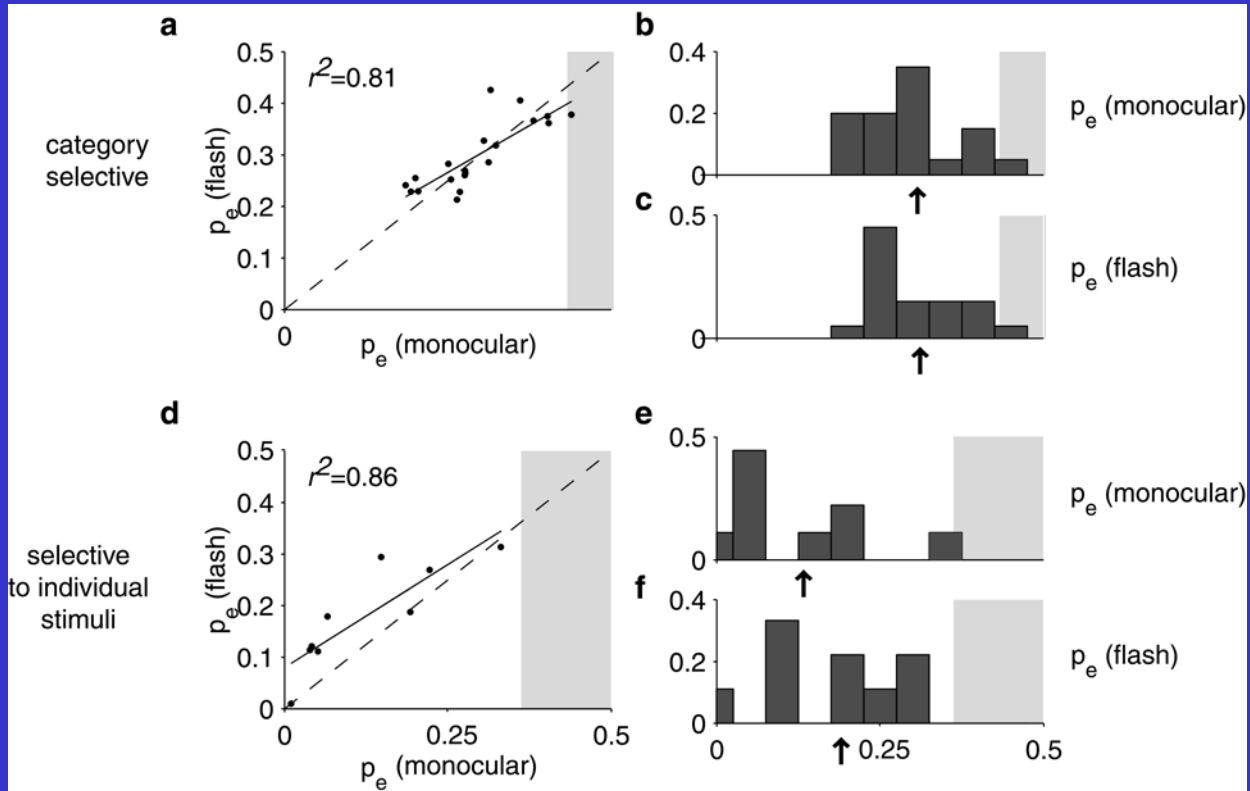 a
r²=0.81
0.5
0.4
0.3
0.2
0.1
0
p_e (flash)
0
p_e (monocular)
category
selective
b
0.4
0.2
0
p_e (monocular)
c
0.5
0
p_e (flash)
d
r²=0.86
0.5
0.4
0.3
0.2
0.1
0
p_e (flash)
0 0.25 0.5
p_e (monocular)
selective
to individual
stimuli
e
0.5
0
p_e (monocular)
f
0.4
0.2
0
p_e (flash)
0 0.25 0.5